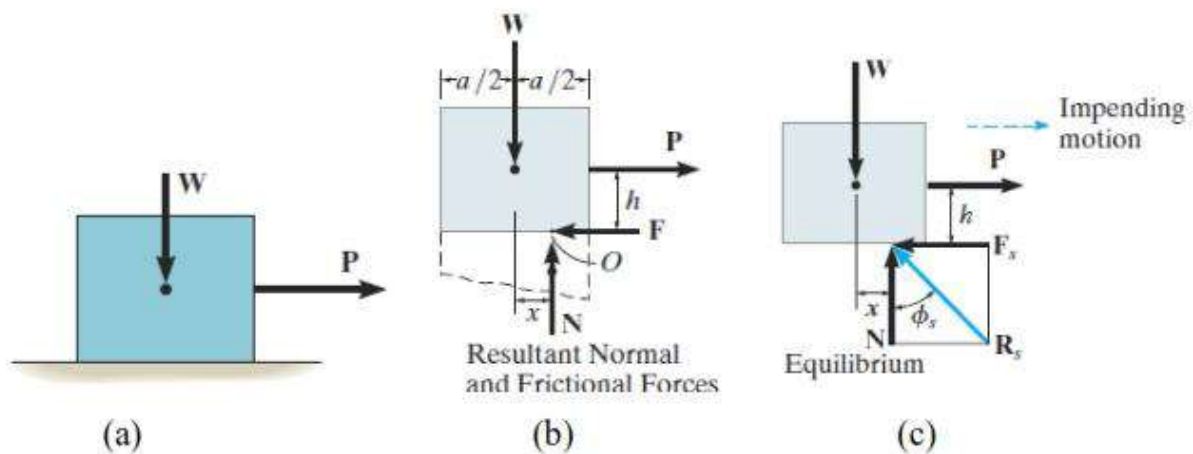 W
P
(a)
W
a/2 a/2
P
h
F
O
x
N
Resultant Normal
and Frictional Forces
(b)
W
Impending
motion
P
h
Fs
x
ϕs
N
Rs
Equilibrium
(c)